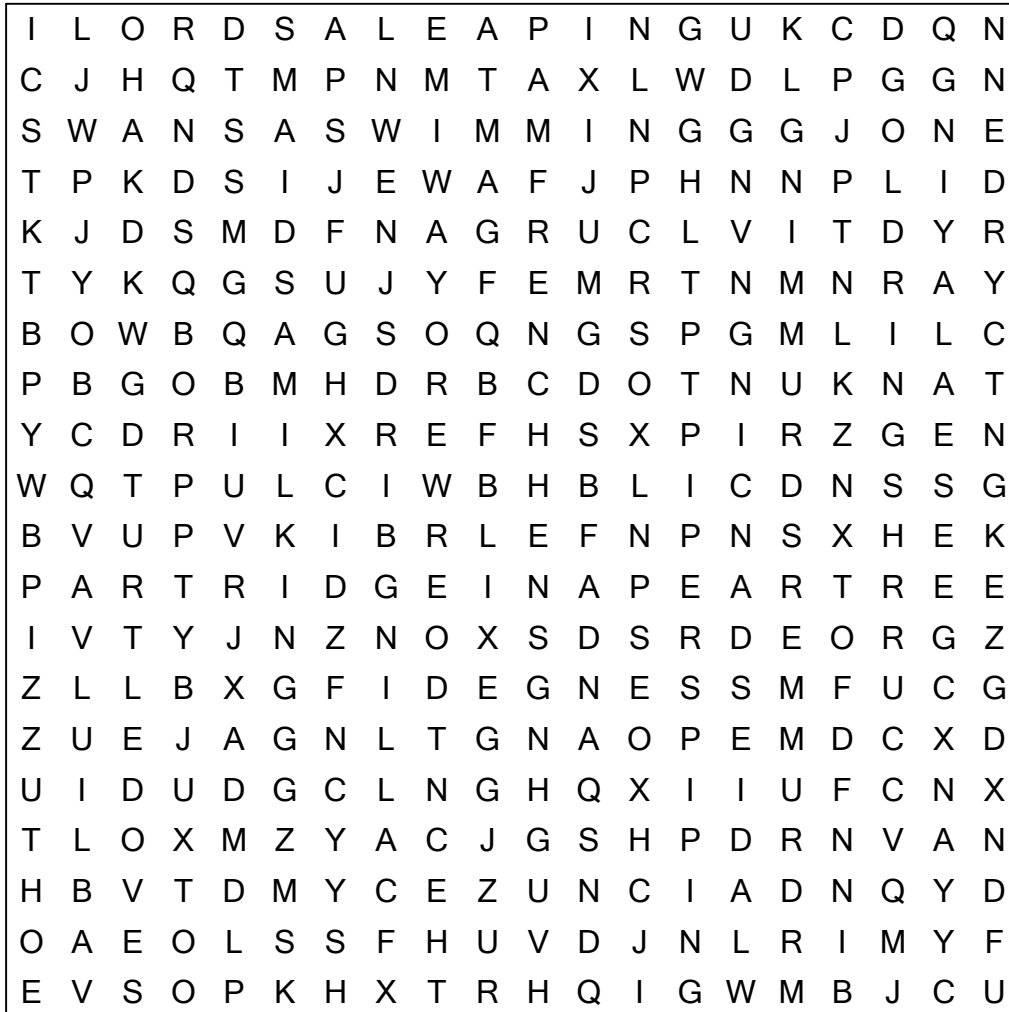 I L O R D S A L E A P I N G U K C D Q N
C J H Q T M P N M T A X L W D L P G G N
S W A N S A S W I M M I N G G G J O N E
T P K D S I J E W A F J P H N N P L I D
K J D S M D F N A G R U C L V I T D Y R
T Y K Q G S U J Y F E M R T N M N R A Y
B O W B Q A G S O Q N G S P G M L I L C
P B G O B M H D R B C D O T N U K N A T
Y C D R I I X R E F H S X P I R Z G E N
W Q T P U L C I W B H B L I C D N S S G
B V U P V K I B R L E F N P N S X H E K
P A R T R I D G E I N A P E A R T R E E
I V T Y J N Z N O X S D S R D E O R G Z
Z L L B X G F I D E G N E S S M F U C G
Z U E J A G N L T G N A O P E M D C X D
U I D U D G C L N G H Q X I I U F C N X
T L O X M Z Y A C J G S H P D R N V A N
H B V T D M Y C E Z U N C I A D N Q Y D
O A E O L S S F H U V D J N L R I M Y F
E V S O P K H X T R H Q I G W M B J C U